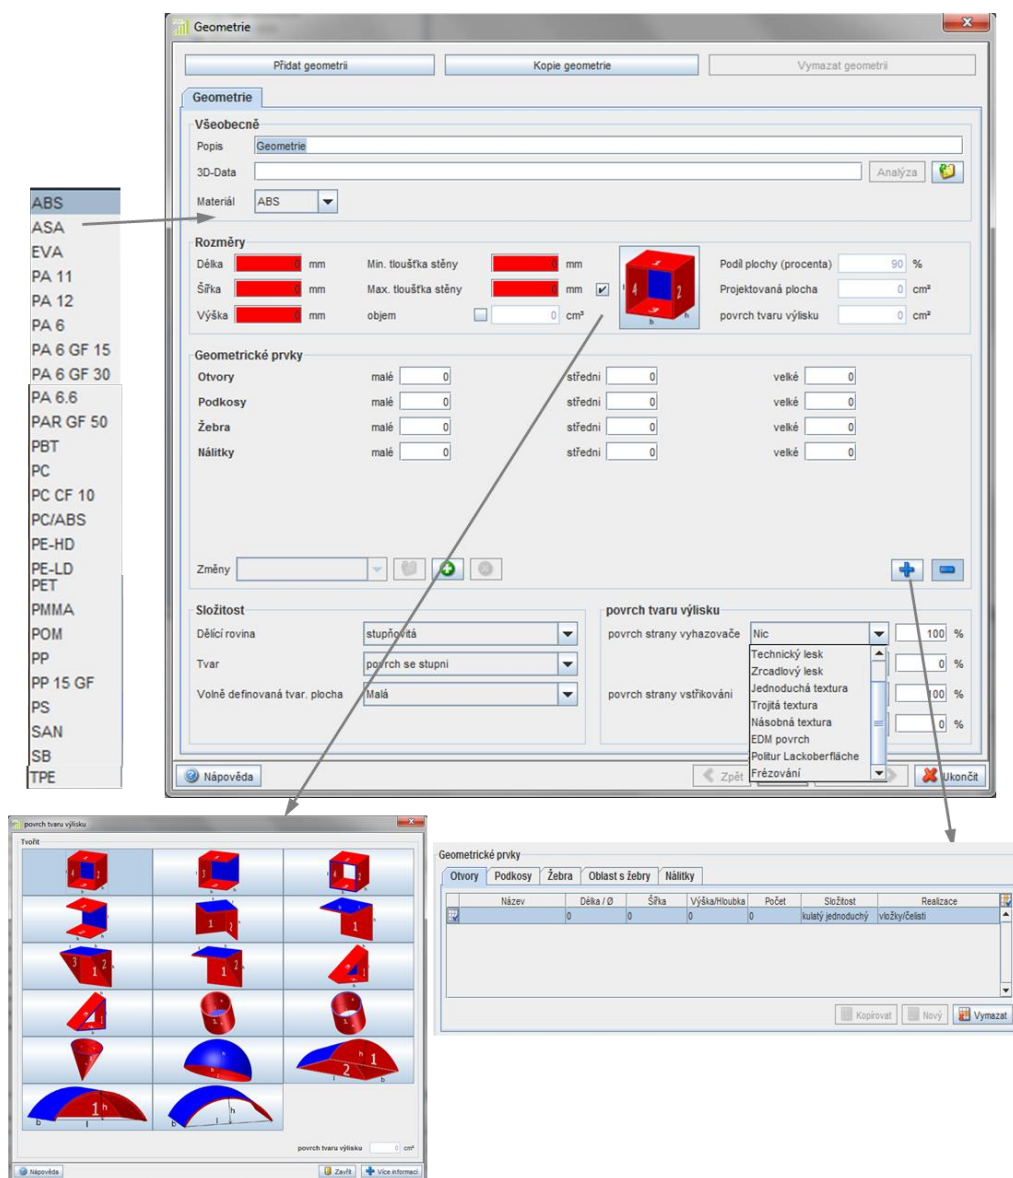 Geometrie
Přidat geometrii
Kopie geometrie
Vymazat geometrii
Geometrie
Všeobecně
Popis Geometrie
3D-Data Analýza
Materiál ABS
Rozměry
Délka 0 mm Min. tloušťka stěny 0 mm Podíl plochy (procenta) 90 %
Šířka 0 mm Max. tloušťka stěny 0 mm Projektovaná plocha 0 cm²
Výška 0 mm objem 0 cm³ povrch tvaru výlisku 0 cm²
1
4 2
3
l b h
Geometrické prvky
Otvory malé 0 střední 0 velké 0
Podkosy malé 0 střední 0 velké 0
Žebra malé 0 střední 0 velké 0
Nálitky malé 0 střední 0 velké 0
Změny
Složitost
Dělící rovina stupňovitá
Tvar povrch se stupni
Volně definovaná tvar. plocha Malá
povrch tvaru výlisku
povrch strany vyhazovače Nic 100 %
0 %
povrch strany vstřikování 100 %
0 %
Technický lesk
Zrcadlový lesk
Jednoduchá textura
Trojitá textura
Násobná textura
EDM povrch
Politur Lackoberfläche
Frézování
Nápověda
Zpět
Ukončit
ABS
ASA
EVA
PA 11
PA 12
PA 6
PA 6 GF 15
PA 6 GF 30
PA 6.6
PAR GF 50
PBT
PC
PC CF 10
PC/ABS
PE-HD
PE-LD
PET
PMMA
POM
PP
PP 15 GF
PS
SAN
SB
TPE
povrch tvaru výlisku
Tvořit
povrch tvaru výlisku 0 cm²
Nápověda
Zavřít
Více informací
Geometrické prvky
Otvory Podkosy Žebra Oblast s žebry Nálitky
Název Délka / Ø Šířka Výška/Hloubka Počet Složitost Realizace
0 0 0 0 kulatý jednoduchý vložky/čelisti
Kopírovat Nový Vymazat